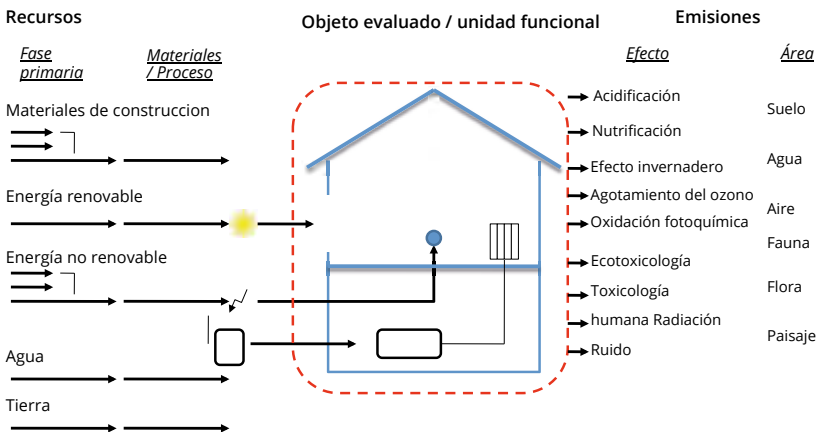 Recursos
Objeto evaluado / unidad funcional
Emisiones
Fase
primaria
Materiales
/ Proceso
Efecto
Área
Materiales de construccion
Energía renovable
Energía no renovable
Agua
Tierra
Acidificación
Nutrificación
Efecto invernadero
Agotamiento del ozono
Oxidación fotoquímica
Ecotoxicología
Toxicología
humana Radiación
Ruido
Suelo
Agua
Aire
Fauna
Flora
Paisaje